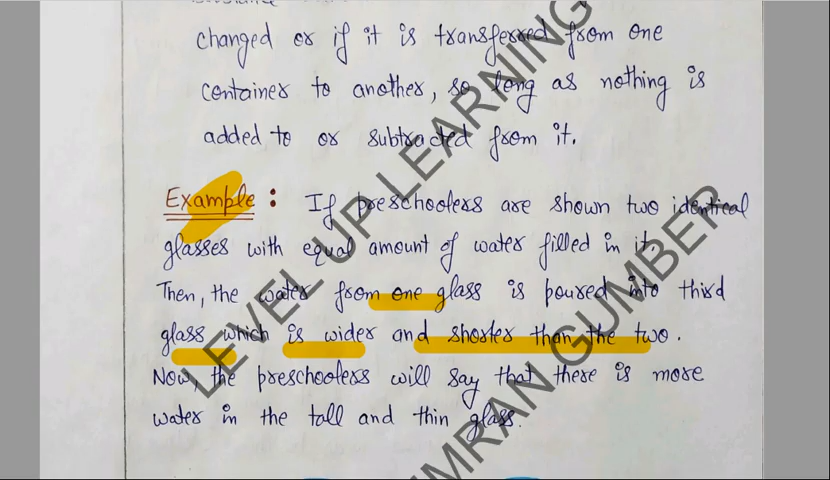 changed or if it is transferred from one
container to another, so long as nothing is
added to or subtracted from it.
Example : If preschoolers are shown two identical
glasses with equal amount of water filled in it.
Then, the water from one glass is poured into third
glass which is wider and shorter than the two.
Now, the preschoolers will say that there is more
water in the tall and thin glass.
LEVEL UP LEARNING
IMRAN GUMBER